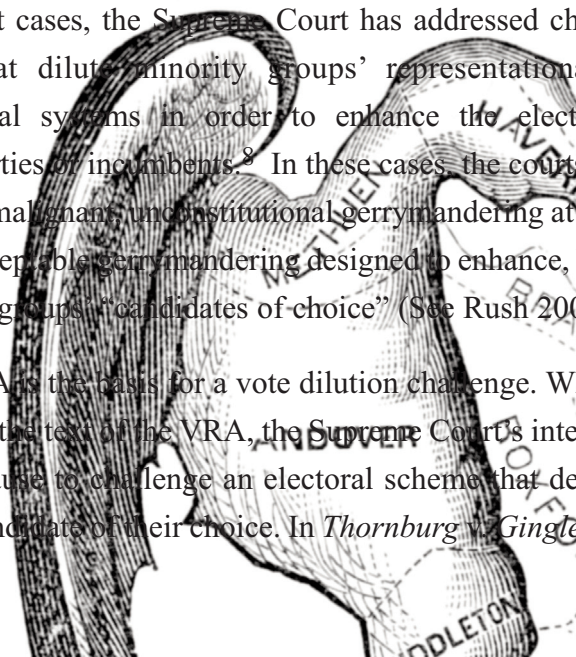 t cases, the Supreme Court has addressed ch
at dilute minority groups' representationa
al systems in order to enhance the elect
ties or incumbents.8 In these cases, the courts
malignant, unconstitutional gerrymandering at
eptable gerrymandering designed to enhance,
groups' "candidates of choice" (See Rush 200
A is the basis for a vote dilution challenge. W
the text of the VRA, the Supreme Court's inte
use to challenge an electoral scheme that de
ndidate of their choice. In Thornburg v. Gingle
HAVER
METHUEN
ANDOVER
BOXFO
DDLETON